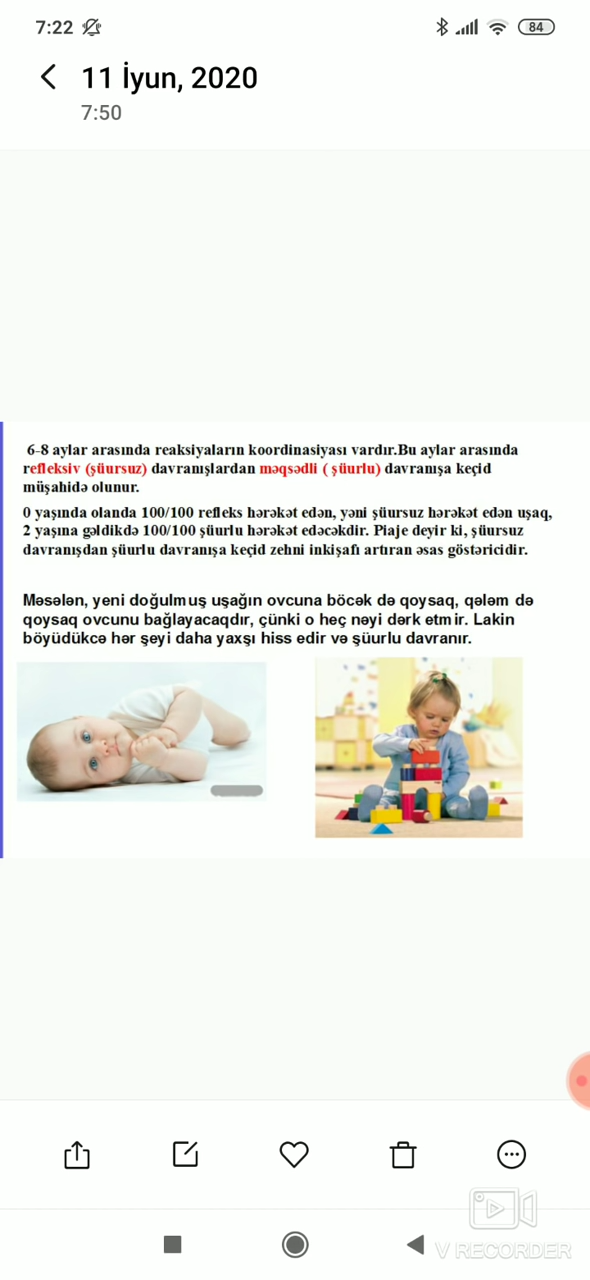 7:22
84
11 İyun, 2020
7:50
6-8 aylar arasında reaksiyaların koordinasiyası vardır.Bu aylar arasında
refleksiv (şüursuz) davranışlardan məqsədli ( şüurlu) davranışa keçid
müşahidə olunur.
0 yaşında olanda 100/100 refleks hərəkət edən, yəni şüursuz hərəkət edən uşaq,
2 yaşına gəldikdə 100/100 şüurlu hərəkət edəcəkdir. Piaje deyir ki, şüursuz
davranışdan şüurlu davranışa keçid zehni inkişafı artıran əsas göstəricidir.
Məsələn, yeni doğulmuş uşağın ovcuna böcək də qoysaq, qələm də
qoysaq ovcunu bağlayacaqdır, çünki o heç nəyi dərk etmir. Lakin
böyüdükcə hər şeyi daha yaxşı hiss edir və şüurlu davranır.
V RECORDER